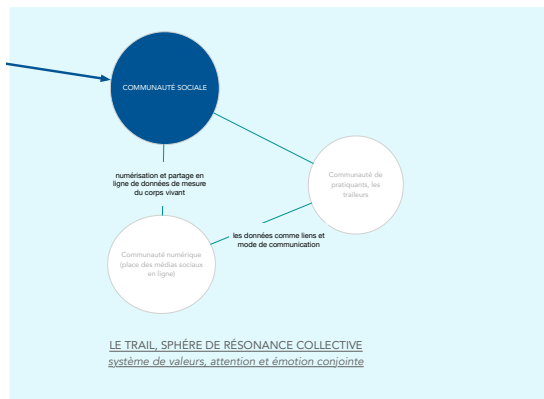 COMMUNAUTÉ SOCIALE
numérisation et partage en
ligne de données de mesure
du corps vivant
Communauté de
pratiquants, les
traileurs
les données comme liens et
mode de communication
Communauté numérique
(place des médias sociaux
en ligne)
LE TRAIL, SPHÉRE DE RÉSONANCE COLLECTIVE
système de valeurs, attention et émotion conjointe